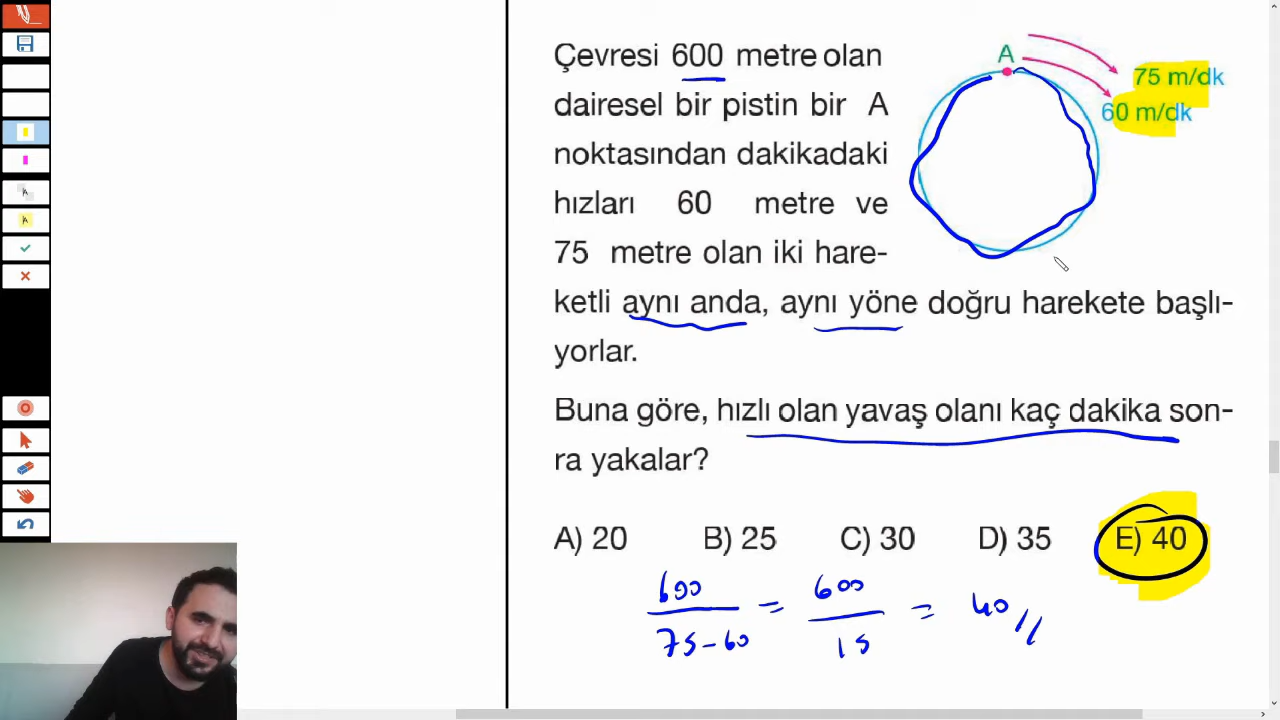 Çevresi 600 metre olan
dairesel bir pistin bir A
noktasından dakikadaki
hızları 60 metre ve
75 metre olan iki hare-
ketli aynı anda, aynı yöne doğru harekete başlı-
yorlar.
A
75 m/dk
60 m/dk
Buna göre, hızlı olan yavaş olanı kaç dakika son-
ra yakalar?
A) 20 B) 25 C) 30 D) 35 E) 40
600 / 75-60 = 600 / 15 = 40 //